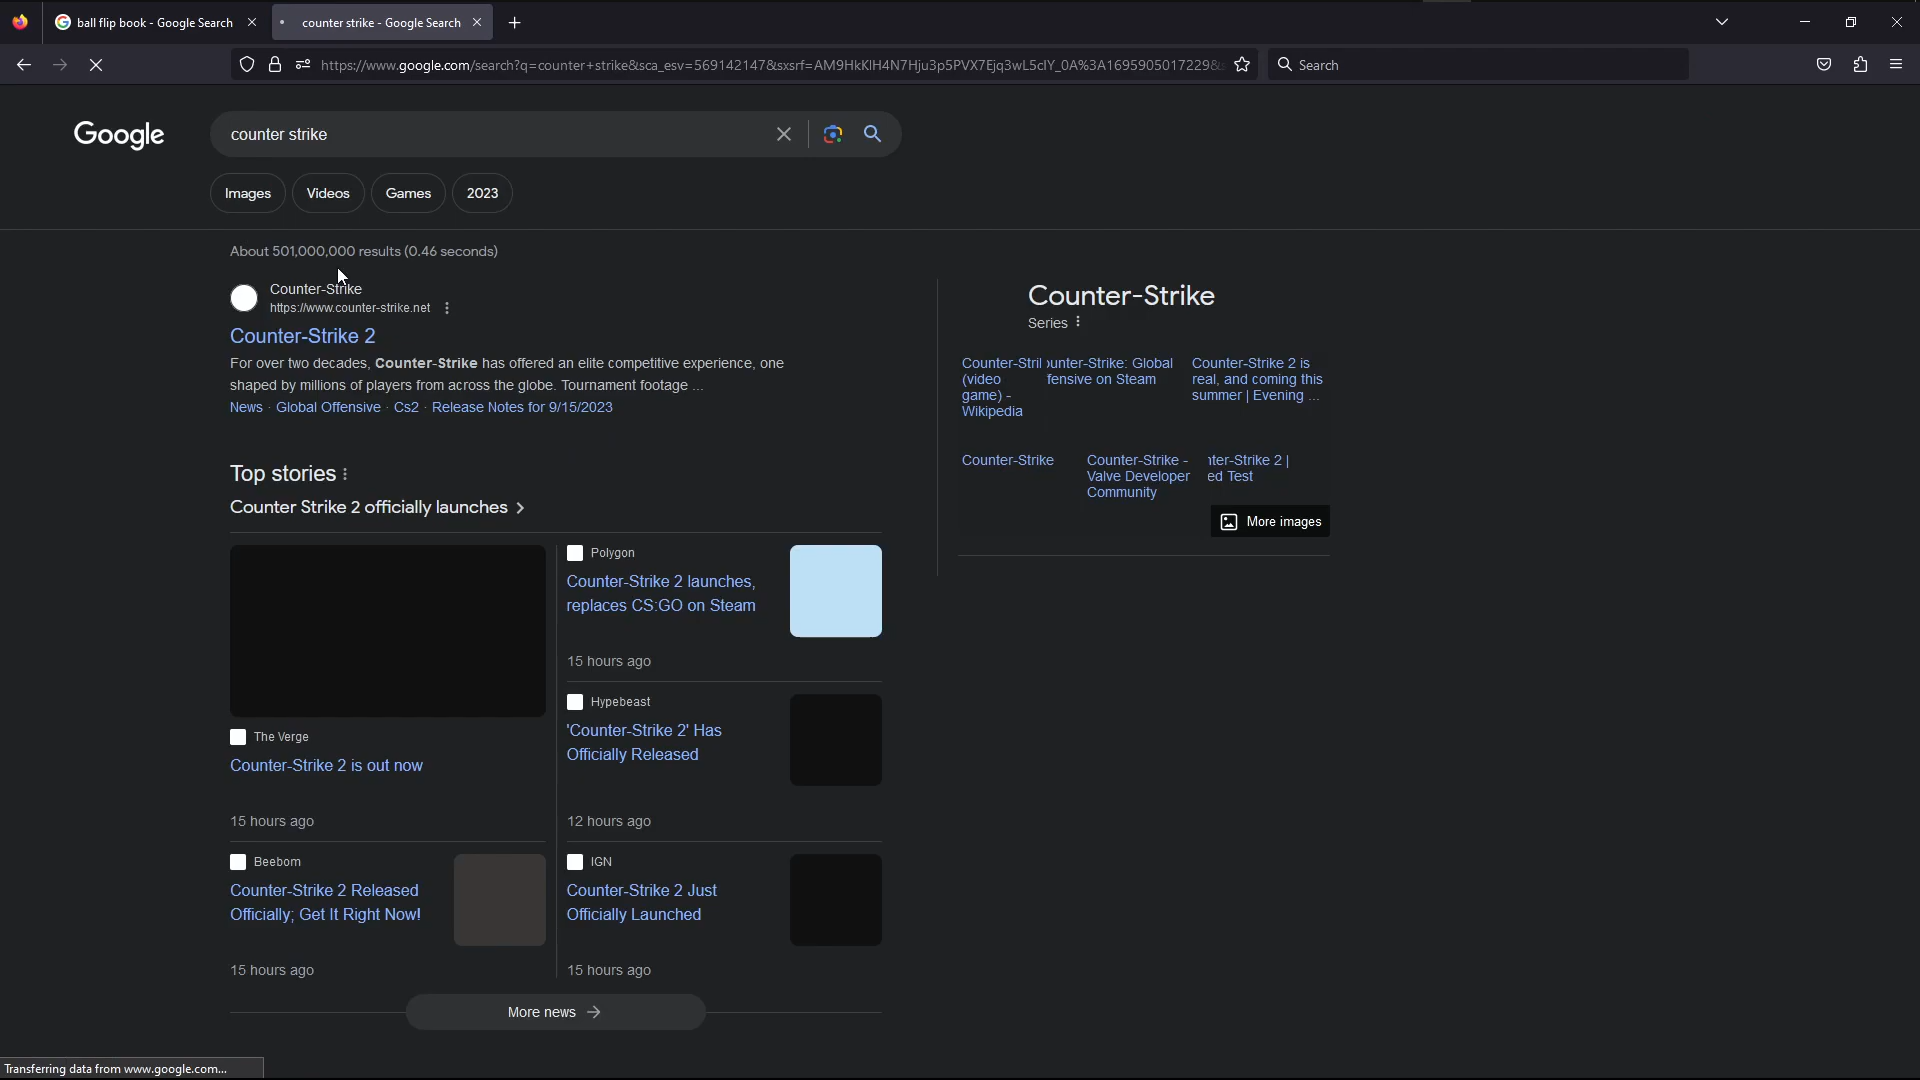 ball flip book - Google Search
counter strike - Google Search
https://www.google.com/search?q=counter+strike&sca_esv=569142147&sxsrf=AM9HkKlH4N7Hju3p5PVX7Ejq3wL5clY_0A%3A1695905017229&s
Search
Google
counter strike
Images
Videos
Games
2023
About 501,000,000 results (0.46 seconds)
Counter-Strike
https://www.counter-strike.net
Counter-Strike 2
For over two decades, Counter-Strike has offered an elite competitive experience, one
shaped by millions of players from across the globe. Tournament footage ...
News · Global Offensive · Cs2 · Release Notes for 9/15/2023
Top stories
Counter Strike 2 officially launches
The Verge
Counter-Strike 2 is out now
15 hours ago
Beebom
Counter-Strike 2 Released
Officially; Get It Right Now!
15 hours ago
Polygon
Counter-Strike 2 launches,
replaces CS:GO on Steam
15 hours ago
Hypebeast
'Counter-Strike 2' Has
Officially Released
12 hours ago
IGN
Counter-Strike 2 Just
Officially Launched
15 hours ago
More news
Counter-Strike
Series
Counter-Stril
(video
game) -
Wikipedia
unter-Strike: Global
fensive on Steam
Counter-Strike 2 is
real, and coming this
summer | Evening ...
Counter-Strike
Counter-Strike -
Valve Developer
Community
nter-Strike 2 |
ed Test
More images
Transferring data from www.google.com...